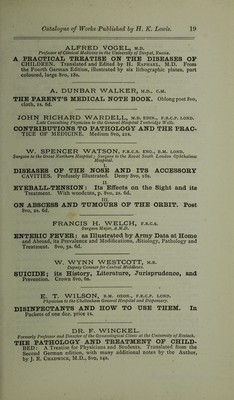 Catalogue of Works Published by H. K. Lewis. 19
ALFRED VOGEL, M.D.
Professor of Clinical Medicine in the University of Dorpat, Russia.
A PRACTICAL TREATISE ON THE DISEASES OF
CHILDREN. Translated and Edited by H. RAPHAEL, M.D. From
the Fourth German Edition, illustrated by six lithographic plates, part
coloured, large 8vo, 18s.
A. DUNBAR WALKER, M.D., C.M.
THE PARENT'S MEDICAL NOTE BOOK. Oblong post 8vo,
cloth, 1s. 6d.
JOHN RICHARD WARDELL, M.D. EDIN., F.R.C.P. LOND.
Late Consulting Physician to the General Hospital Tunbridge Wells.
CONTRIBUTIONS TO PATHOLOGY AND THE PRAC-
TICE OF MEDICINE. Medium 8vo, 21s.
W. SPENCER WATSON, F.R.C.S. ENG., B.M. LOND.
Surgeon to the Great Northern Hospital; Surgeon to the Royal South London Ophthalmic
Hospital.
I.
DISEASES OF THE NOSE AND ITS ACCESSORY
CAVITIES. Profusely Illustrated. Demy 8vo, 18s.
II.
EYEBALL-TENSION: Its Effects on the Sight and its
Treatment. With woodcuts, p. 8vo, 2s. 6d.
III.
ON ABSCESS AND TUMOURS OF THE ORBIT. Post
8vo, 2s. 6d.
FRANCIS H. WELCH, F.R.C.S.
Surgeon Major, A.M.D.
ENTERIC FEVER; as Illustrated by Army Data at Home
and Abroad, its Prevalence and Modifications, Ætiology, Pathology and
Treatment. 8vo, 5s. 6d.
W. WYNN WESTCOTT, M.B.
Deputy Coroner for Central Middlesex.
SUICIDE; its History, Literature, Jurisprudence, and
Prevention. Crown 8vo, 6s.
E. T. WILSON, B.M. OXON., F.R.C.P. LOND.
Physician to the Cheltenham General Hospital and Dispensary.
DISINFECTANTS AND HOW TO USE THEM. In
Packets of one doz. price 1s.
DR. F. WINCKEL.
Formerly Professor and Director of the Gynæcological Clinic at the University of Rostock.
THE PATHOLOGY AND TREATMENT OF CHILD-
BED: A Treatise for Physicians and Students. Translated from the
Second German edition, with many additional notes by the Author,
by J. R. CHADWICK, M.D., 8vo, 14s.